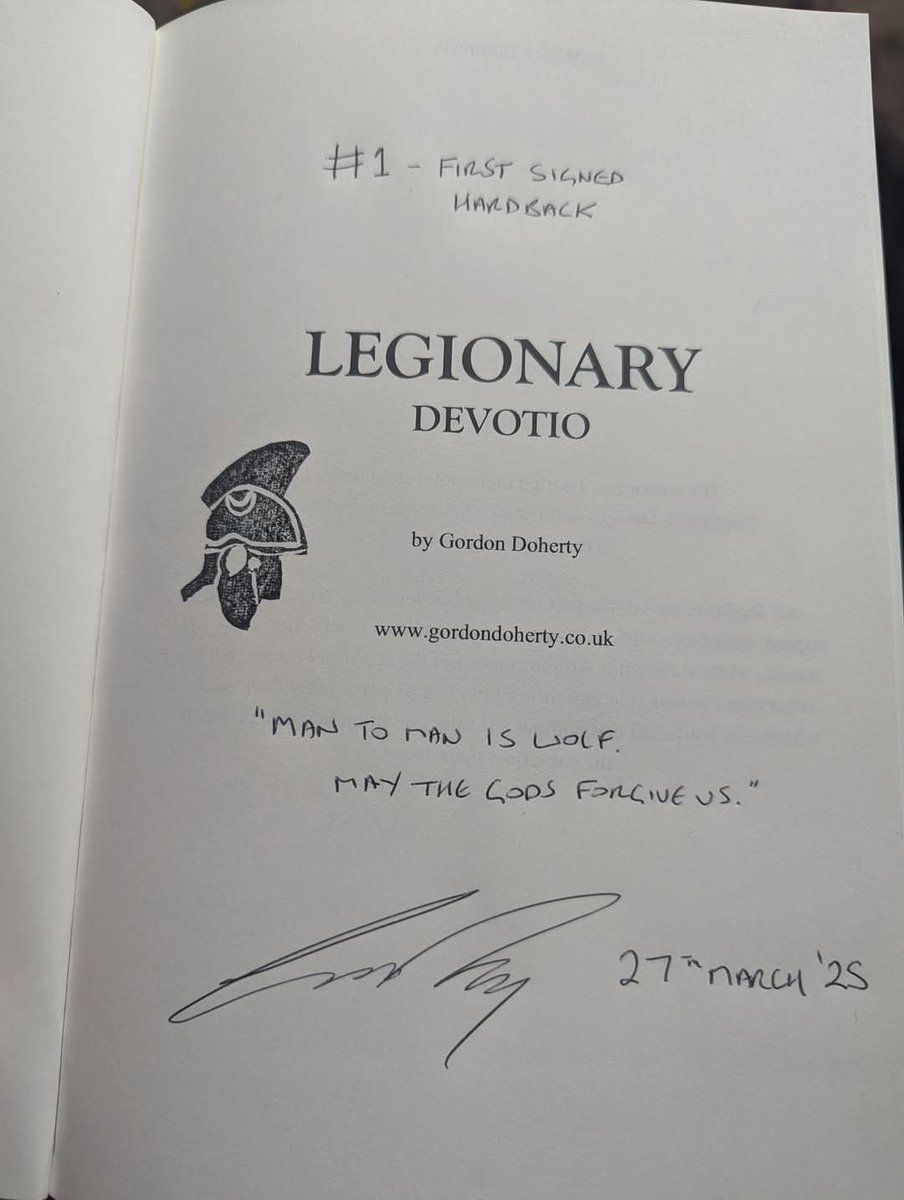 #1 - FIRST SIGNED
HARDBACK
LEGIONARY
DEVOTIO
by Gordon Doherty
www.gordondoherty.co.uk
"MAN TO MAN IS WOLF.
MAY THE GODS FORGIVE US."
27TH MARCH '25